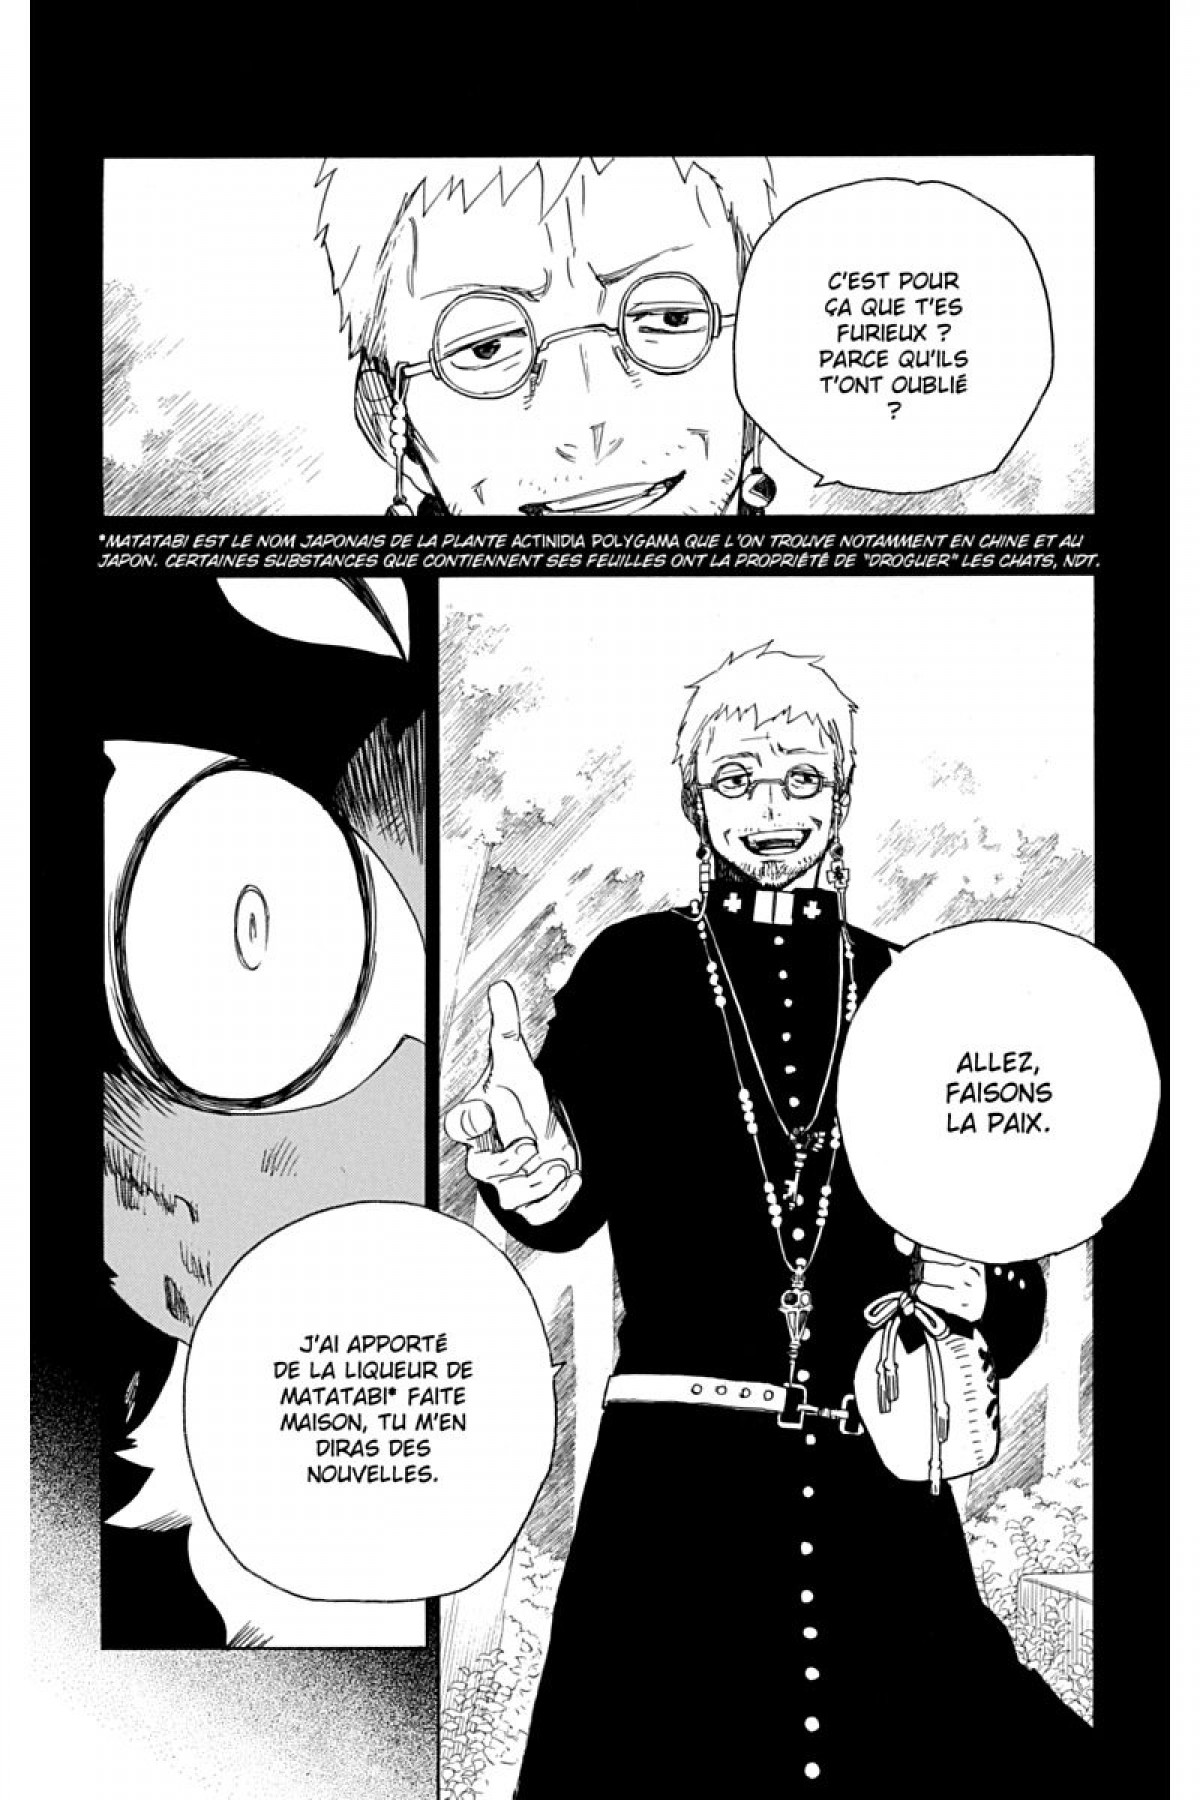 C'EST POUR
ÇA QUE T'ES
FURIEUX ?
PARCE QU'ILS
T'ONT OUBLIÉ
?
*MATATABI EST LE NOM JAPONAIS DE LA PLANTE ACTINIDIA POLYGAMA QUE L'ON TROUVE NOTAMMENT EN CHINE ET AU
JAPON. CERTAINES SUBSTANCES QUE CONTIENNENT SES FEUILLES ONT LA PROPRIÉTÉ DE "DROGUER" LES CHATS, NDT.
ALLEZ,
FAISONS
LA PAIX.
J'AI APPORTÉ
DE LA LIQUEUR DE
MATATABI* FAITE
MAISON, TU M'EN
DIRAS DES
NOUVELLES.